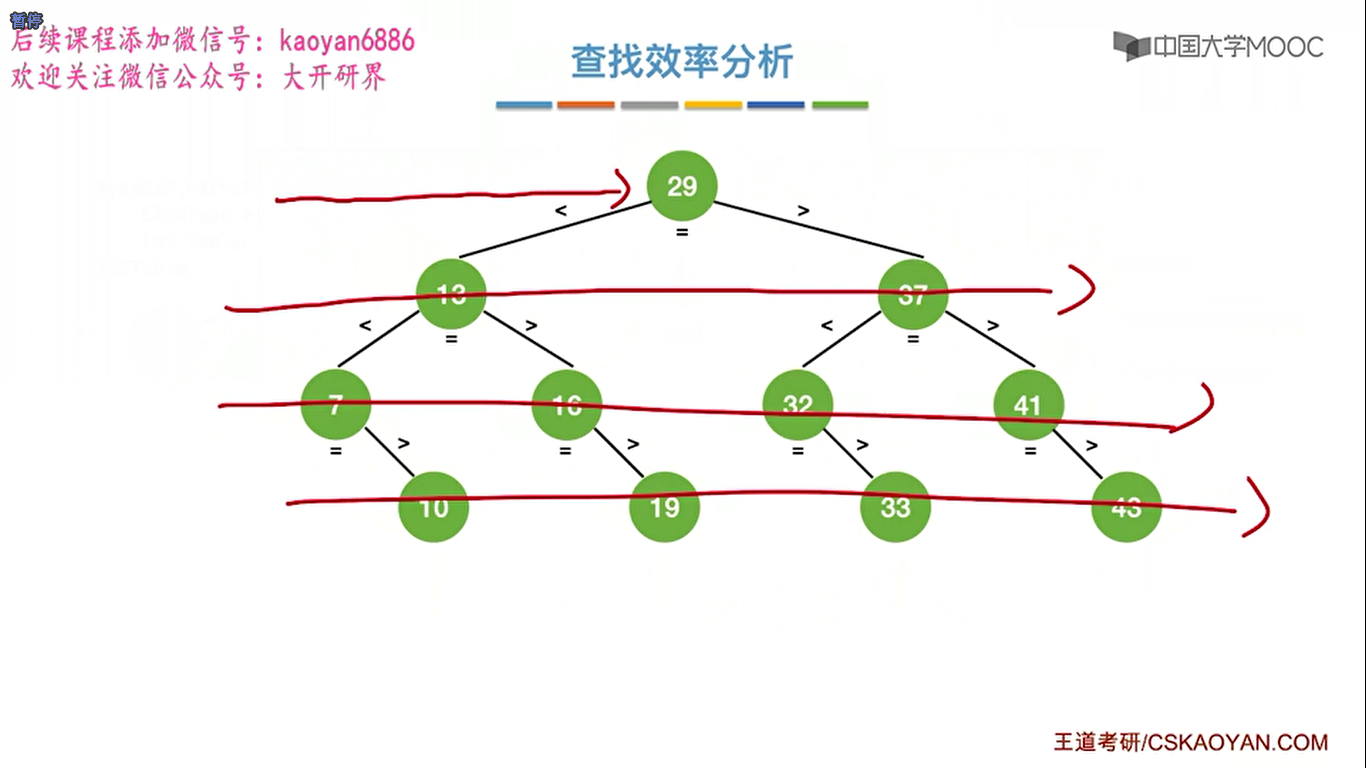 暂停
后续课程添加微信号：kaoyan6886
欢迎关注微信公众号：大开研界
中国大学MOOC
查找效率分析
29
< = >
13 37
< = > < = >
7 16 32 41
= > = > = > = >
10 19 33 43
王道考研/CSKAOYAN.COM